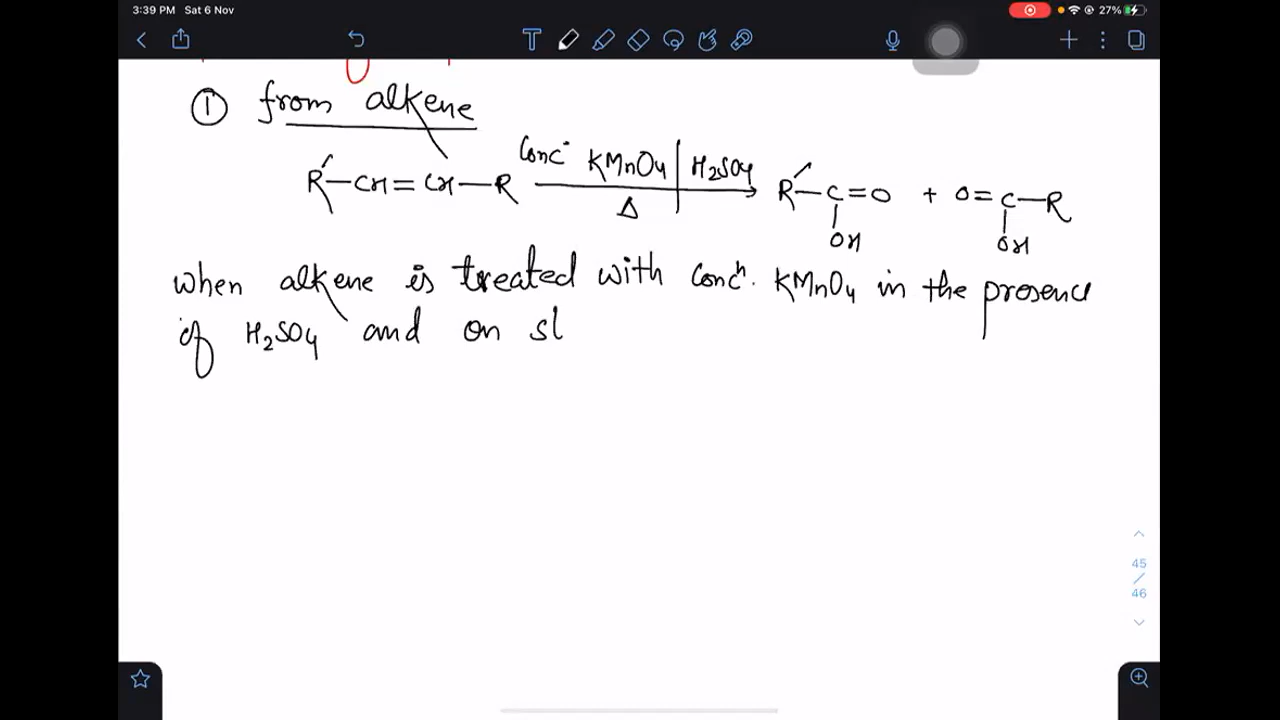 3:39 PM Sat 6 Nov
27%
① from alkene
R′—CH=CH—R Conc. KMnO4 | H2SO4 Δ R′—C=O + O=C—R
OH OH
when alkene is treated with Concn. KMnO4 in the presence
of H2SO4 and on sl
45
/
46